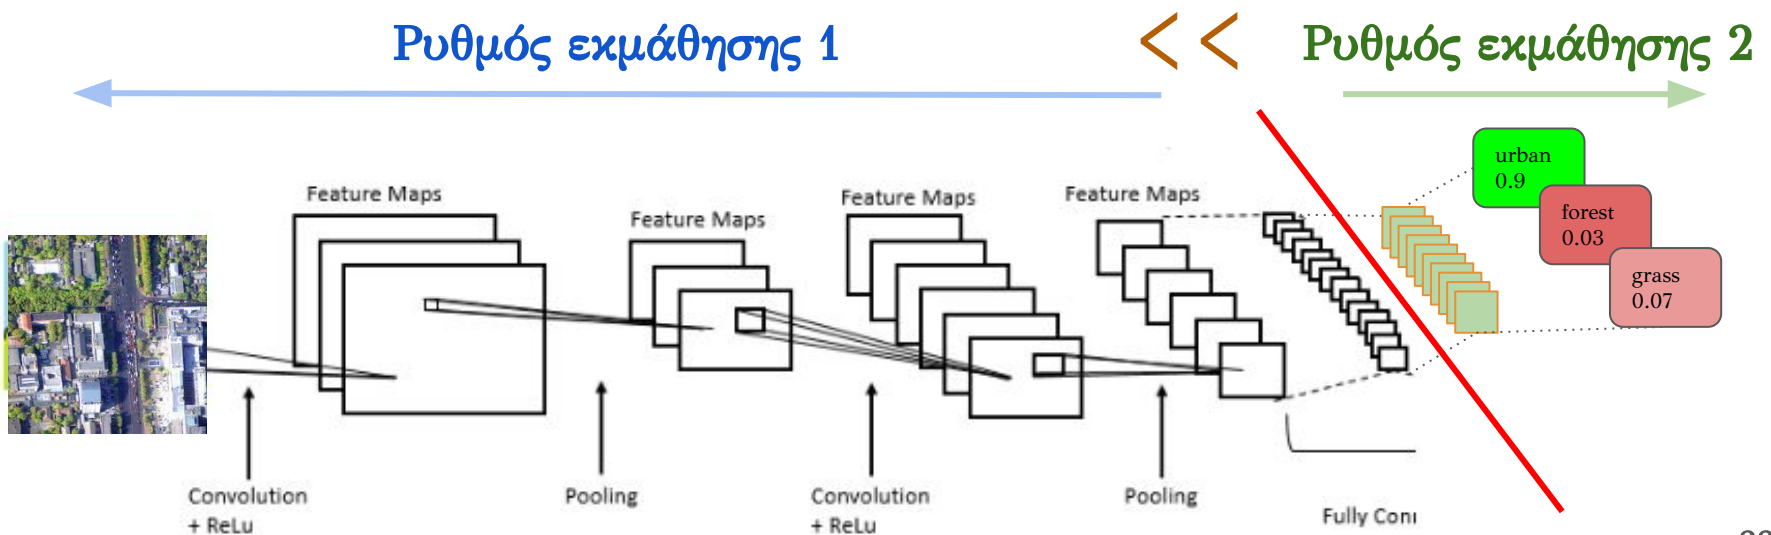 Ρυθμός εκμάθησης 1 << Ρυθμός εκμάθησης 2
Feature Maps
Feature Maps
Feature Maps
Feature Maps
urban
0.9
forest
0.03
grass
0.07
Convolution
+ ReLu
Pooling
Convolution
+ ReLu
Pooling
Fully